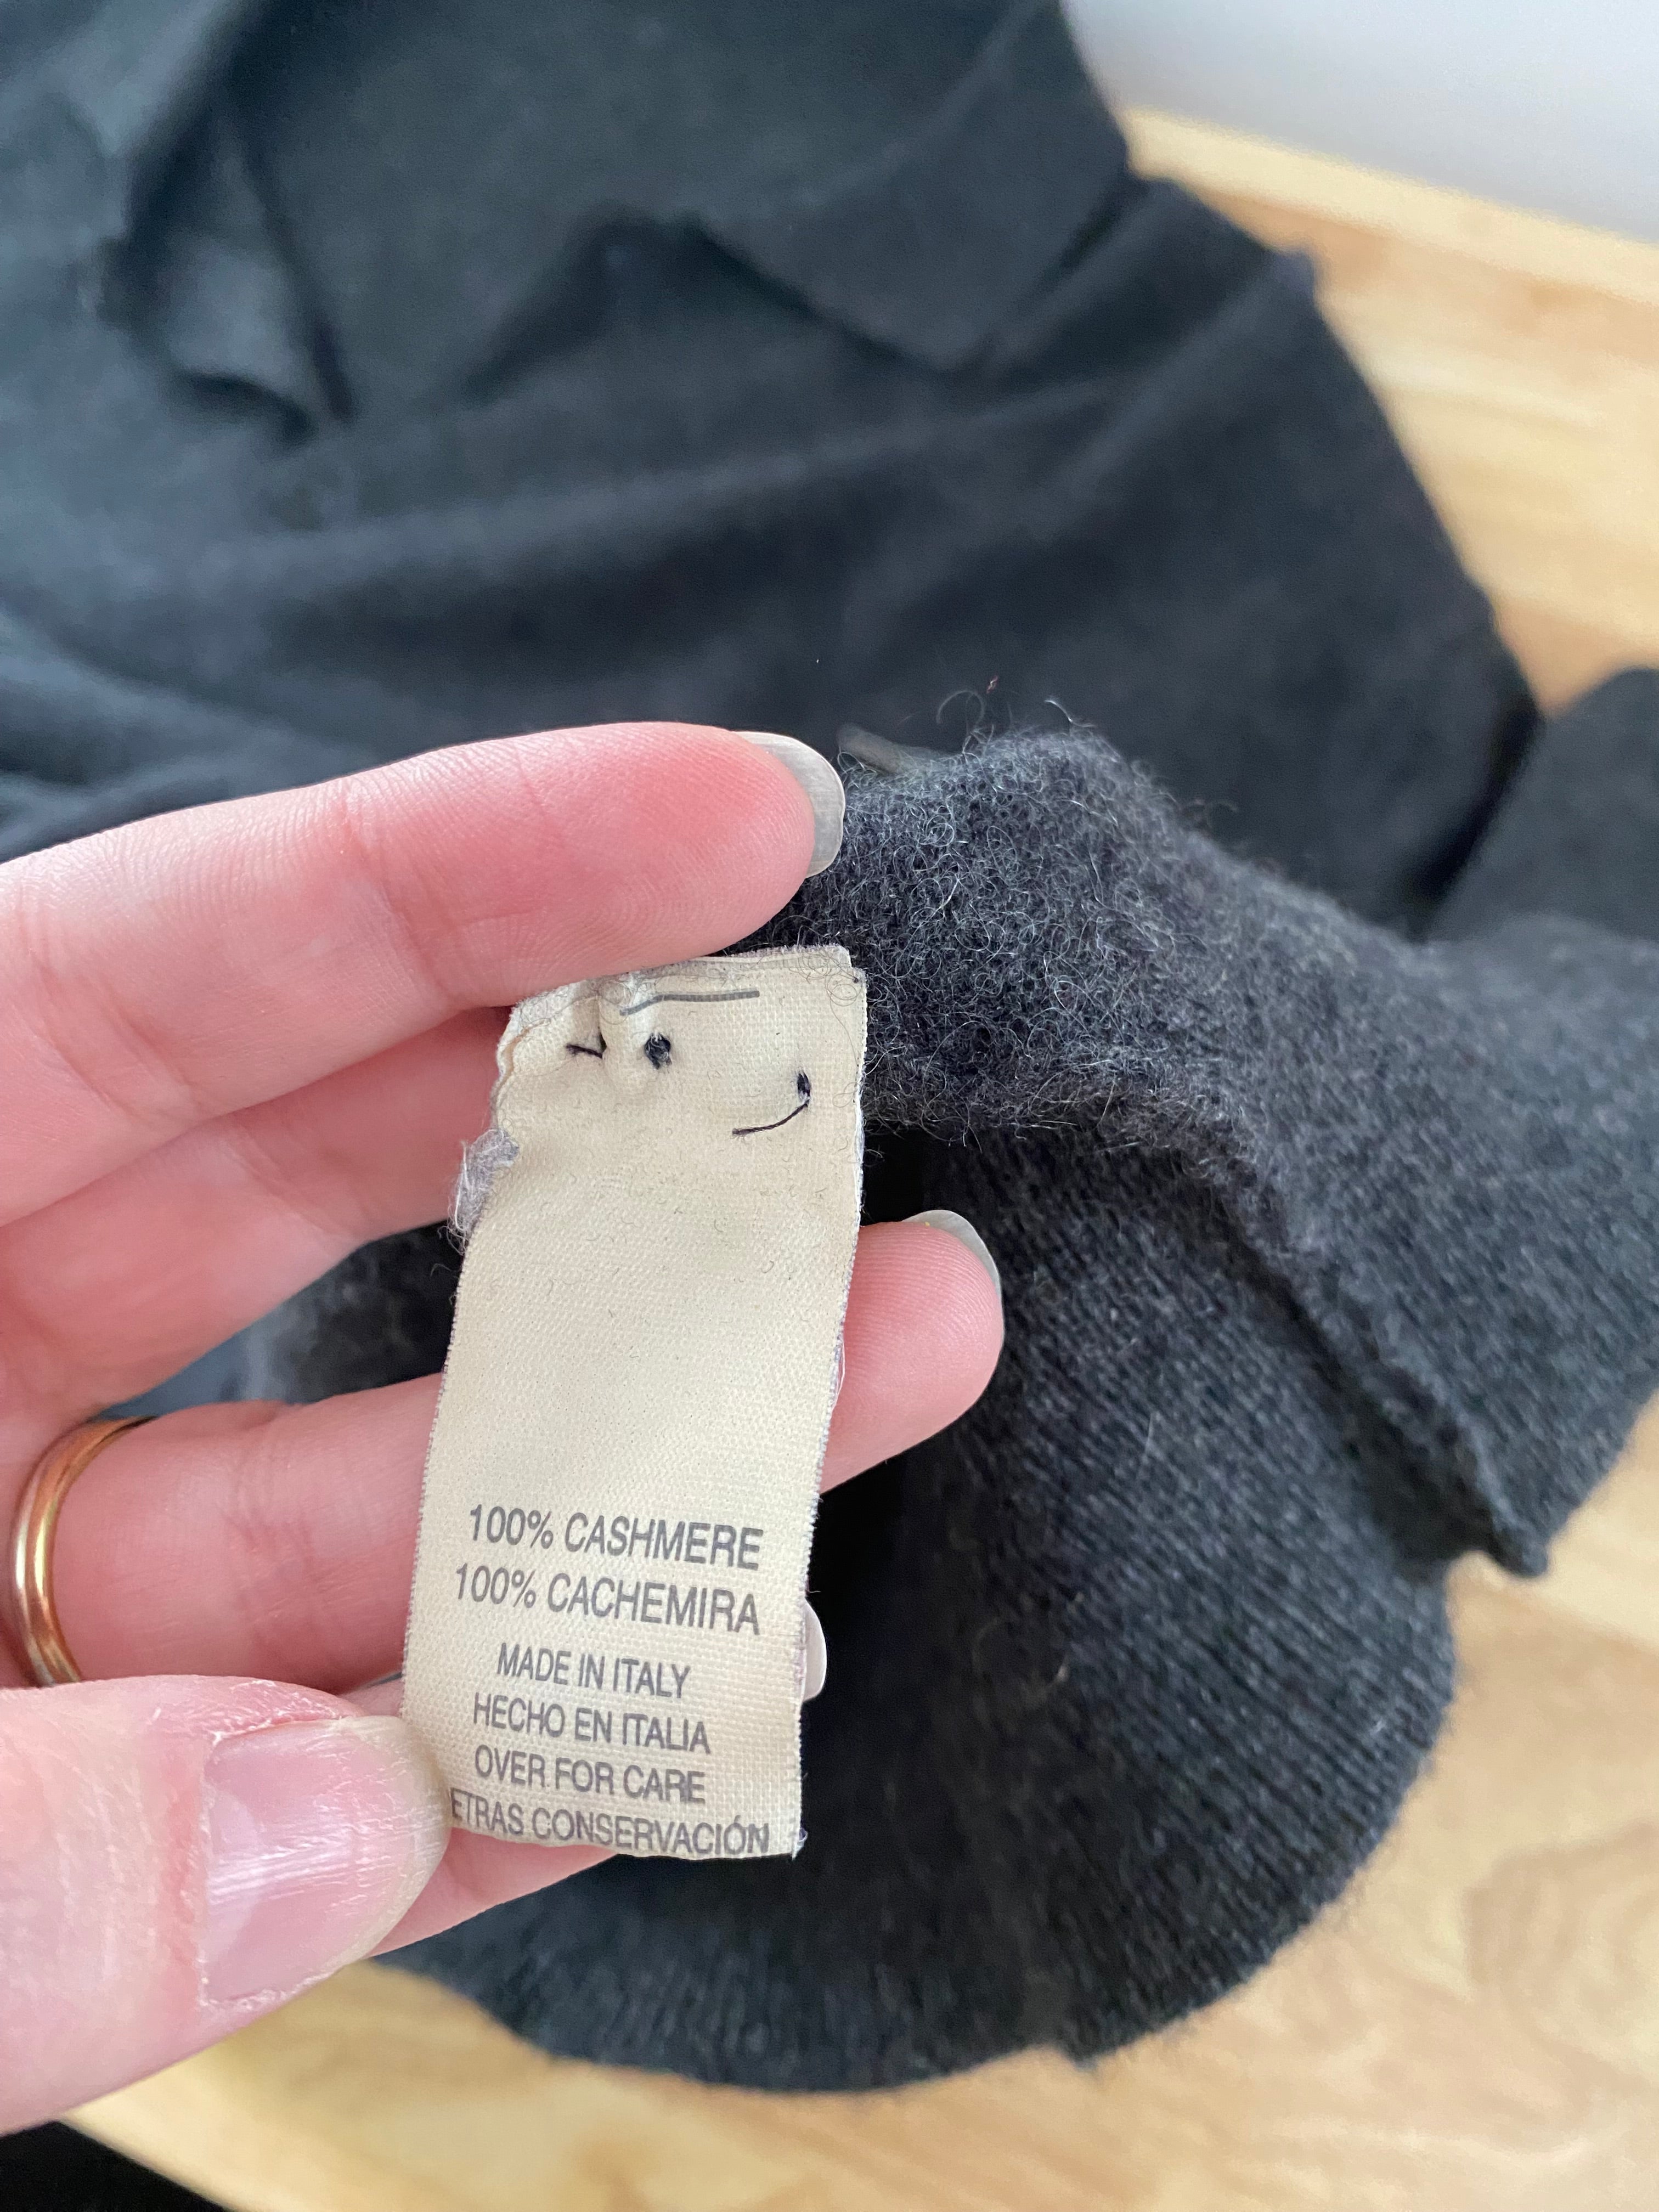 100% CASHMERE
100% CACHEMIRA
MADE IN ITALY
HECHO EN ITALIA
OVER FOR CARE
ETRAS CONSERVACIÓN